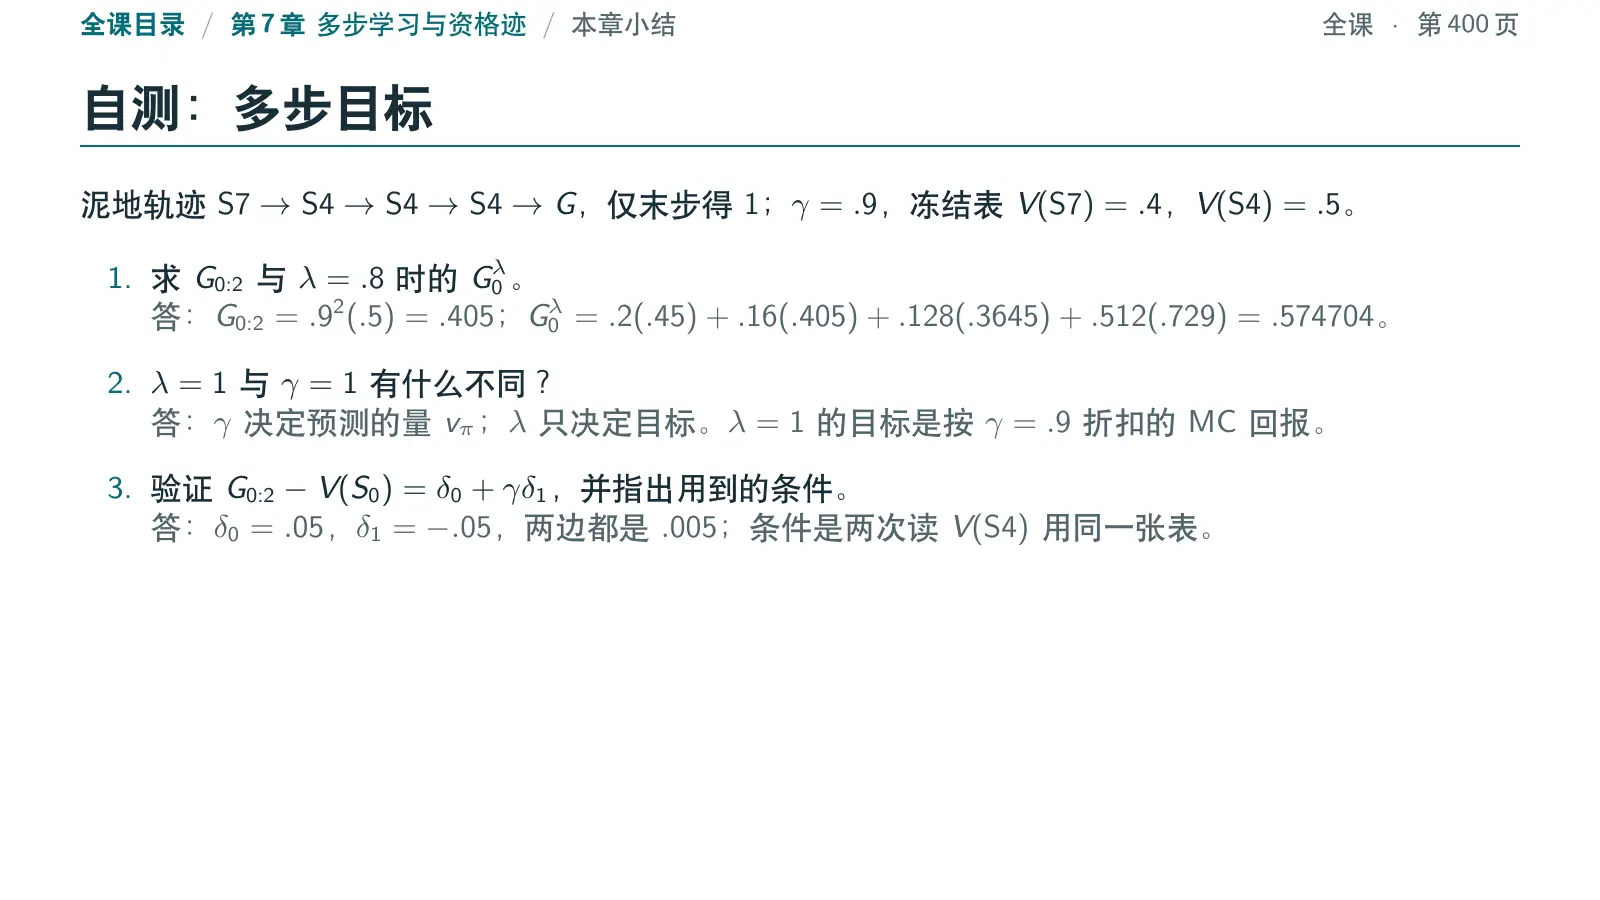 全课目录 / 第 7 章 多步学习与资格迹 / 本章小结
全课 · 第 400 页
自测：多步目标
泥地轨迹 S7 → S4 → S4 → S4 → G，仅末步得 1；γ = .9，冻结表 V(S7) = .4，V(S4) = .5。
1. 求 G₀:₂ 与 λ = .8 时的 G₀^λ。
答：G₀:₂ = .9²(.5) = .405；G₀^λ = .2(.45) + .16(.405) + .128(.3645) + .512(.729) = .574704。
2. λ = 1 与 γ = 1 有什么不同？
答：γ 决定预测的量 v_π；λ 只决定目标。λ = 1 的目标是按 γ = .9 折扣的 MC 回报。
3. 验证 G₀:₂ − V(S₀) = δ₀ + γδ₁，并指出用到的条件。
答：δ₀ = .05，δ₁ = −.05，两边都是 .005；条件是两次读 V(S4) 用同一张表。